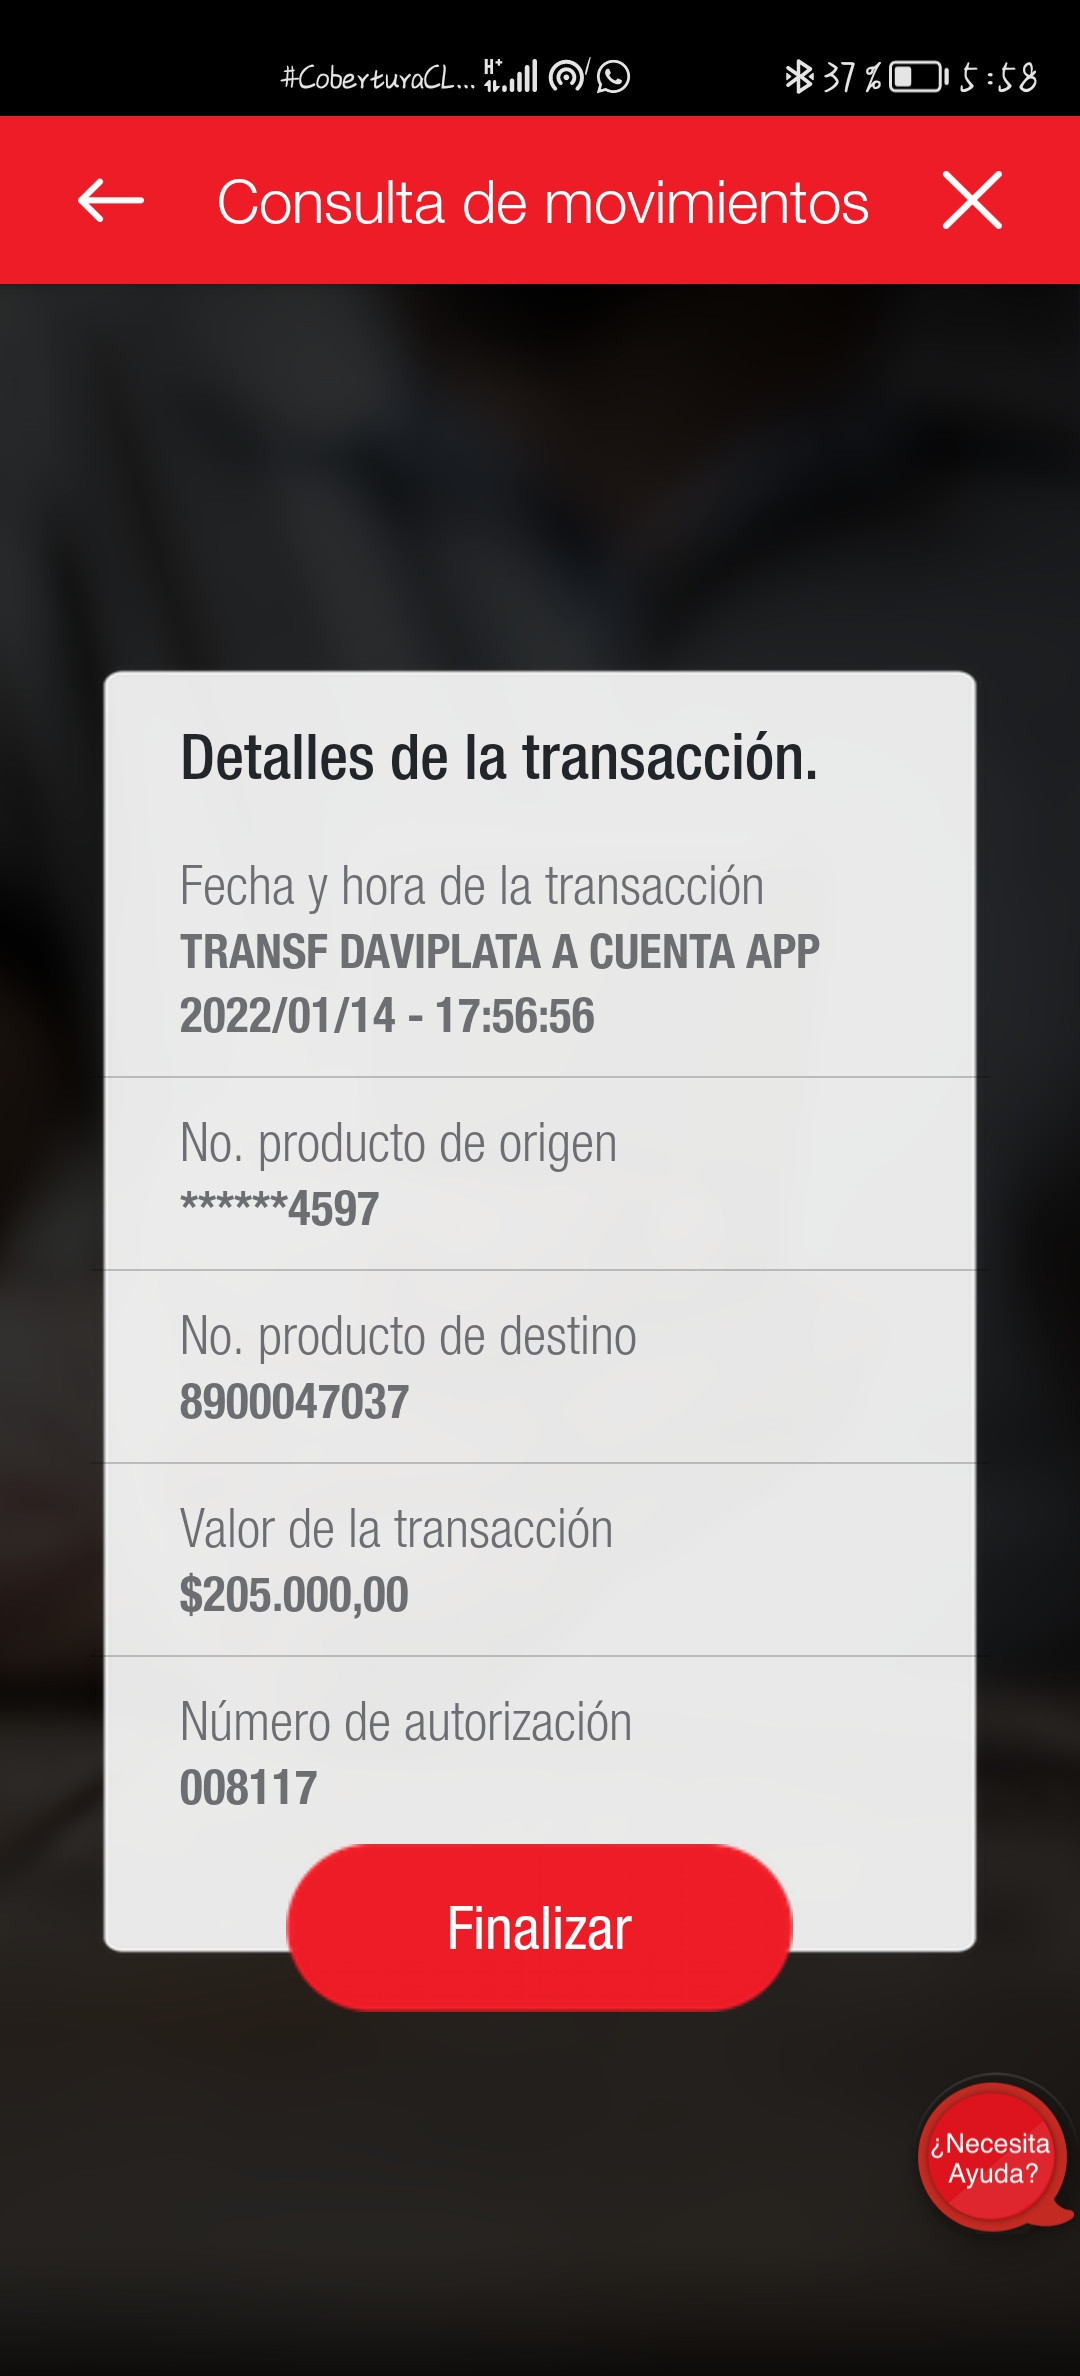 #CoberturaCL... H+ 37 % 5:58
Consulta de movimientos
Detalles de la transacción.
Fecha y hora de la transacción
TRANSF DAVIPLATA A CUENTA APP
2022/01/14 - 17:56:56
No. producto de origen
******4597
No. producto de destino
8900047037
Valor de la transacción
$205.000,00
Número de autorización
008117
Finalizar
¿Necesita
Ayuda?